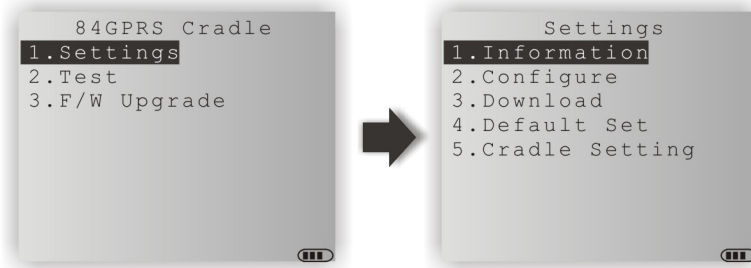 84GPRS Cradle
1.Settings
2.Test
3.F/W Upgrade
Settings
1.Information
2.Configure
3.Download
4.Default Set
5.Cradle Setting